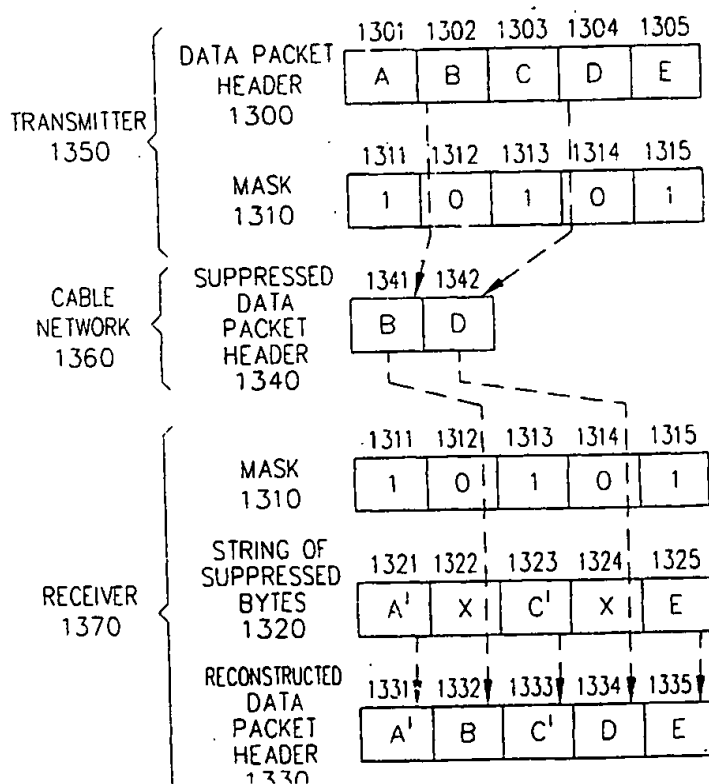 1301 1302 1303 1304 1305
DATA PACKET
HEADER
1300
A B C D E
TRANSMITTER
1350
1311 1312 1313 1314 1315
MASK
1310
1 0 1 0 1
CABLE
NETWORK
1360
SUPPRESSED
DATA
PACKET
HEADER
1340
1341 1342
B D
RECEIVER
1370
1311 1312 1313 1314 1315
MASK
1310
1 0 1 0 1
STRING OF
SUPPRESSED
BYTES
1320
1321 1322 1323 1324 1325
A' X C' X E
RECONSTRUCTED
DATA
PACKET
HEADER
1330
1331 1332 1333 1334 1335
A' B C' D E